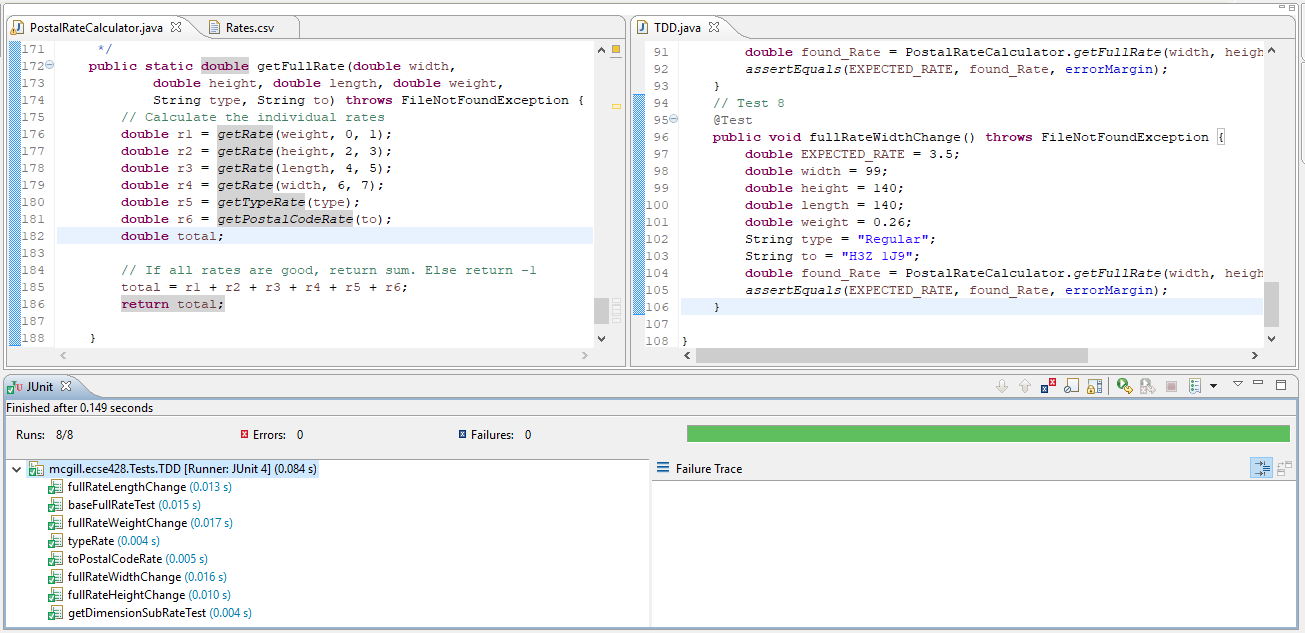 PostalRateCalculator.java
Rates.csv
171 */
172 public static double getFullRate(double width,
173 double height, double length, double weight,
174 String type, String to) throws FileNotFoundException {
175 // Calculate the individual rates
176 double r1 = getRate(weight, 0, 1);
177 double r2 = getRate(height, 2, 3);
178 double r3 = getRate(length, 4, 5);
179 double r4 = getRate(width, 6, 7);
180 double r5 = getTypeRate(type);
181 double r6 = getPostalCodeRate(to);
182 double total;
183
184 // If all rates are good, return sum. Else return -1
185 total = r1 + r2 + r3 + r4 + r5 + r6;
186 return total;
187
188 }
TDD.java
91 double found_Rate = PostalRateCalculator.getFullRate(width, heigh
92 assertEquals(EXPECTED_RATE, found_Rate, errorMargin);
93 }
94 // Test 8
95 @Test
96 public void fullRateWidthChange() throws FileNotFoundException {
97 double EXPECTED_RATE = 3.5;
98 double width = 99;
99 double height = 140;
100 double length = 140;
101 double weight = 0.26;
102 String type = "Regular";
103 String to = "H3Z 1J9";
104 double found_Rate = PostalRateCalculator.getFullRate(width, heigh
105 assertEquals(EXPECTED_RATE, found_Rate, errorMargin);
106 }
107
108 }
JUnit
Finished after 0.149 seconds
Runs: 8/8 Errors: 0 Failures: 0
mcgill.ecse428.Tests.TDD [Runner: JUnit 4] (0.084 s)
fullRateLengthChange (0.013 s)
baseFullRateTest (0.015 s)
fullRateWeightChange (0.017 s)
typeRate (0.004 s)
toPostalCodeRate (0.005 s)
fullRateWidthChange (0.016 s)
fullRateHeightChange (0.010 s)
getDimensionSubRateTest (0.004 s)
Failure Trace